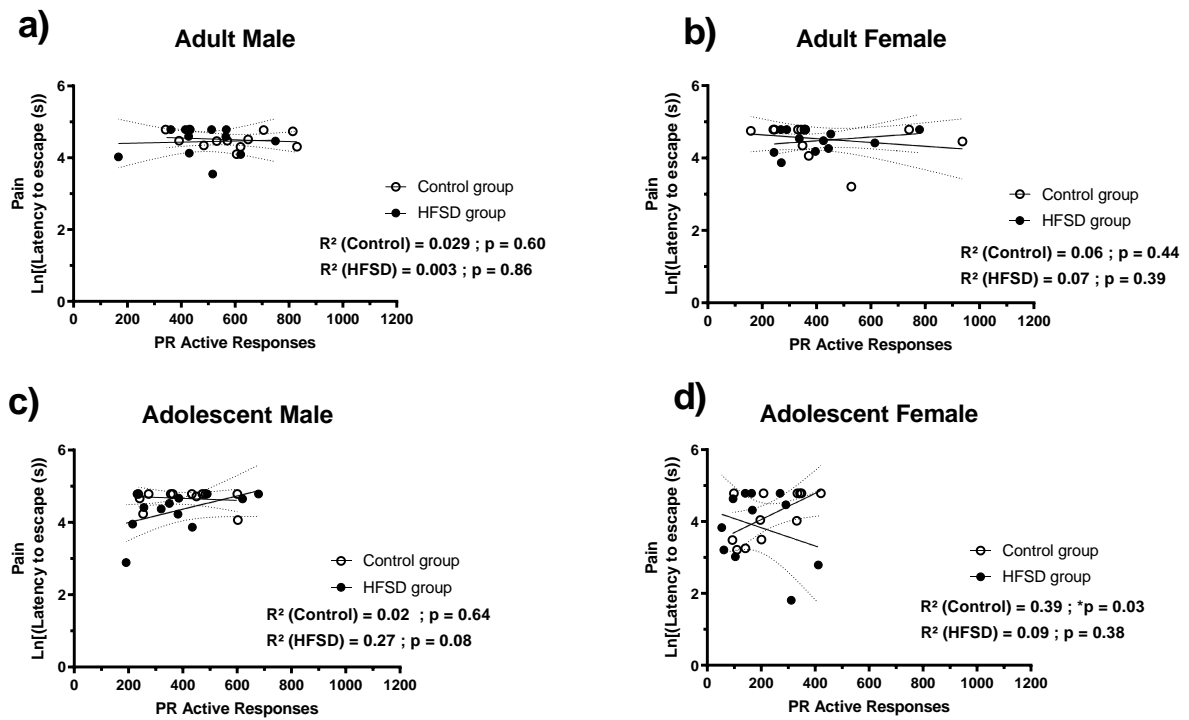 a)
Adult Male
6
4
2
0
0 200 400 600 800 1000 1200
Pain
Ln[(Latency to escape (s))
PR Active Responses
Control group
HFSD group
R² (Control) = 0.029 ; p = 0.60
R² (HFSD) = 0.003 ; p = 0.86
b)
Adult Female
6
4
2
0
0 200 400 600 800 1000 1200
Pain
Ln[(Latency to escape (s))
PR Active Responses
Control group
HFSD group
R² (Control) = 0.06 ; p = 0.44
R² (HFSD) = 0.07 ; p = 0.39
c)
Adolescent Male
6
4
2
0
0 200 400 600 800 1000 1200
Pain
Ln[(Latency to escape (s))
PR Active Responses
Control group
HFSD group
R² (Control) = 0.02 ; p = 0.64
R² (HFSD) = 0.27 ; p = 0.08
d)
Adolescent Female
6
4
2
0
0 200 400 600 800 1000 1200
Pain
Ln[(Latency to escape (s))
PR Active Responses
Control group
HFSD group
R² (Control) = 0.39 ; *p = 0.03
R² (HFSD) = 0.09 ; p = 0.38